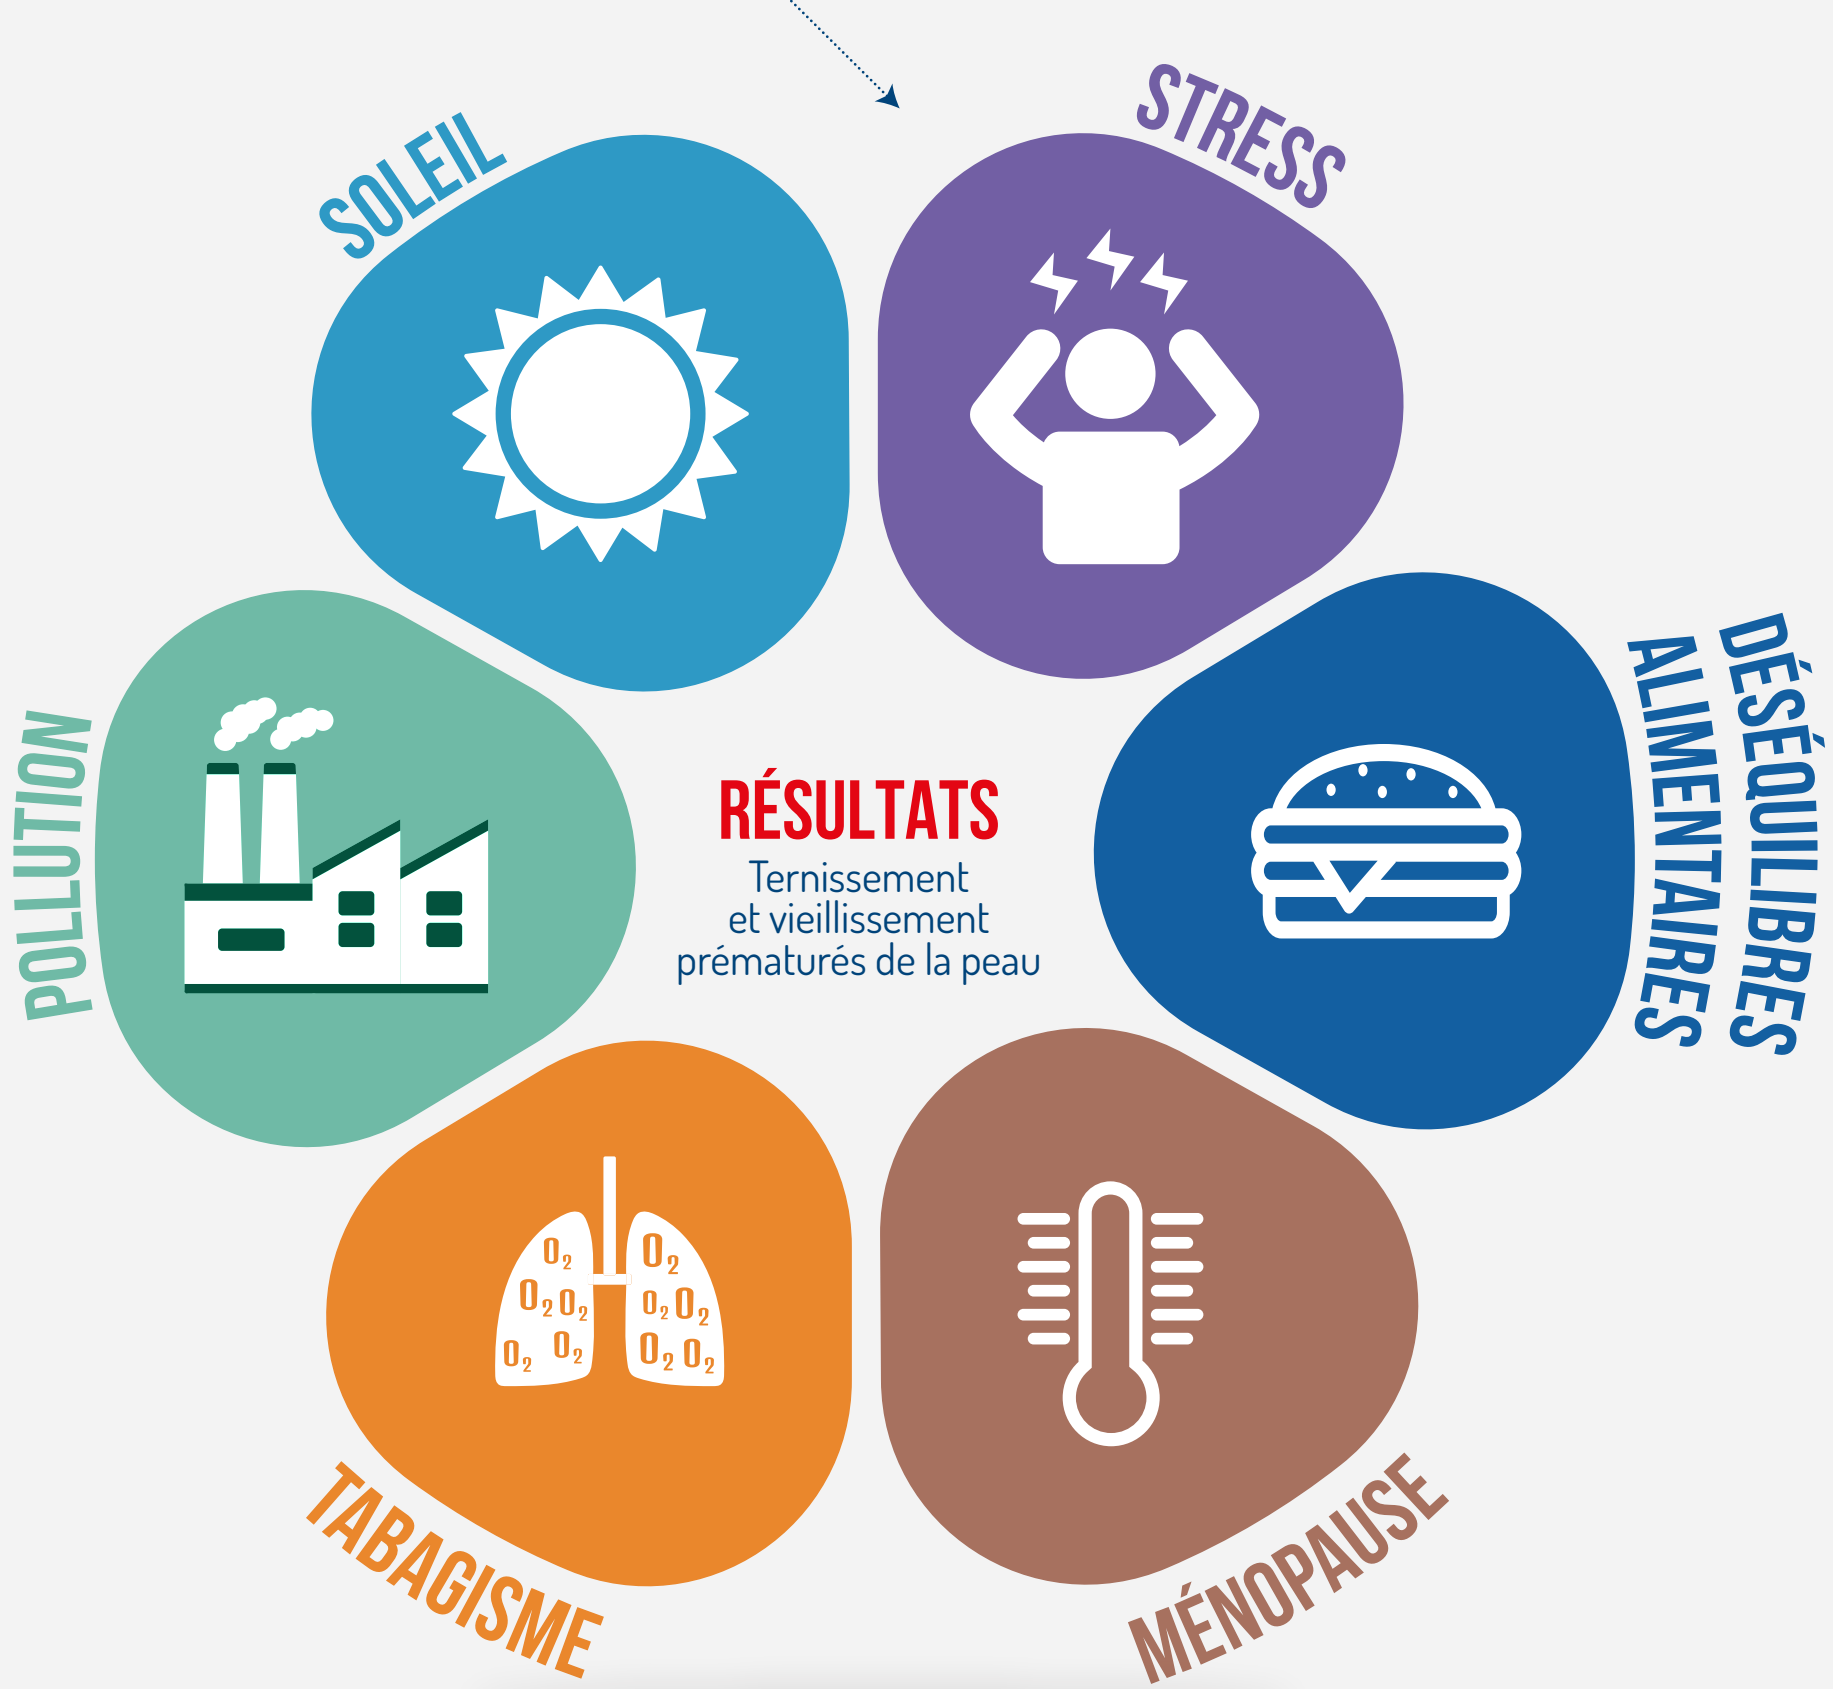 SOLEIL
STRESS
DÉSÉQUILIBRES
ALIMENTAIRES
POLLUTION
RÉSULTATS
Ternissement
et vieillissement
prématurés de la peau
O2
O2
O2 O2
O2 O2
O2 O2
O2 O2
TABAGISME
MÉNOPAUSE